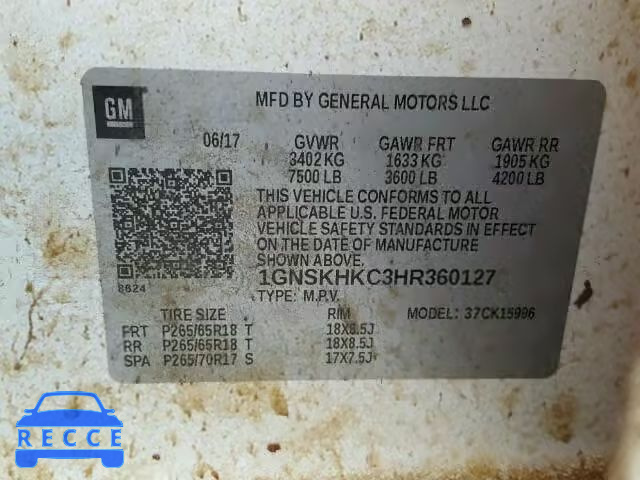 GM
MFD BY GENERAL MOTORS LLC
06/17 GVWR GAWR FRT GAWR RR
3402 KG 1633 KG 1905 KG
7500 LB 3600 LB 4200 LB
THIS VEHICLE CONFORMS TO ALL
APPLICABLE U.S. FEDERAL MOTOR
VEHICLE SAFETY STANDARDS IN EFFECT
ON THE DATE OF MANUFACTURE
SHOWN ABOVE.
1GNSKHKC3HR360127
8624
TYPE: M.P.V.
TIRE SIZE RIM MODEL: 37CK15996
FRT P265/65R18 T 18X8.5J
RR P265/65R18 T 18X8.5J
SPA P265/70R17 S 17X7.5J
RECCE